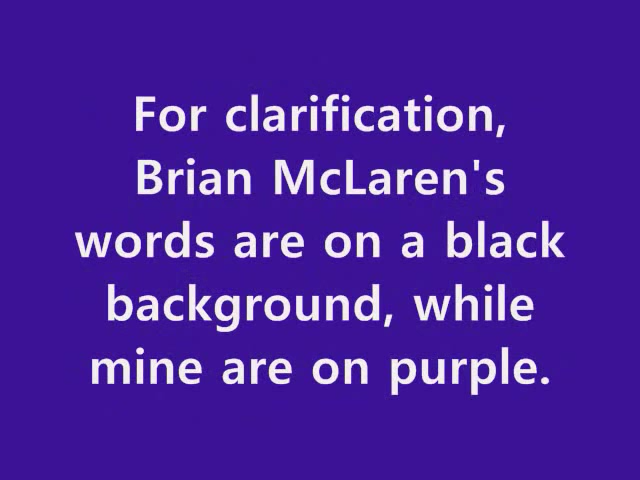 For clarification,
Brian McLaren's
words are on a black
background, while
mine are on purple.